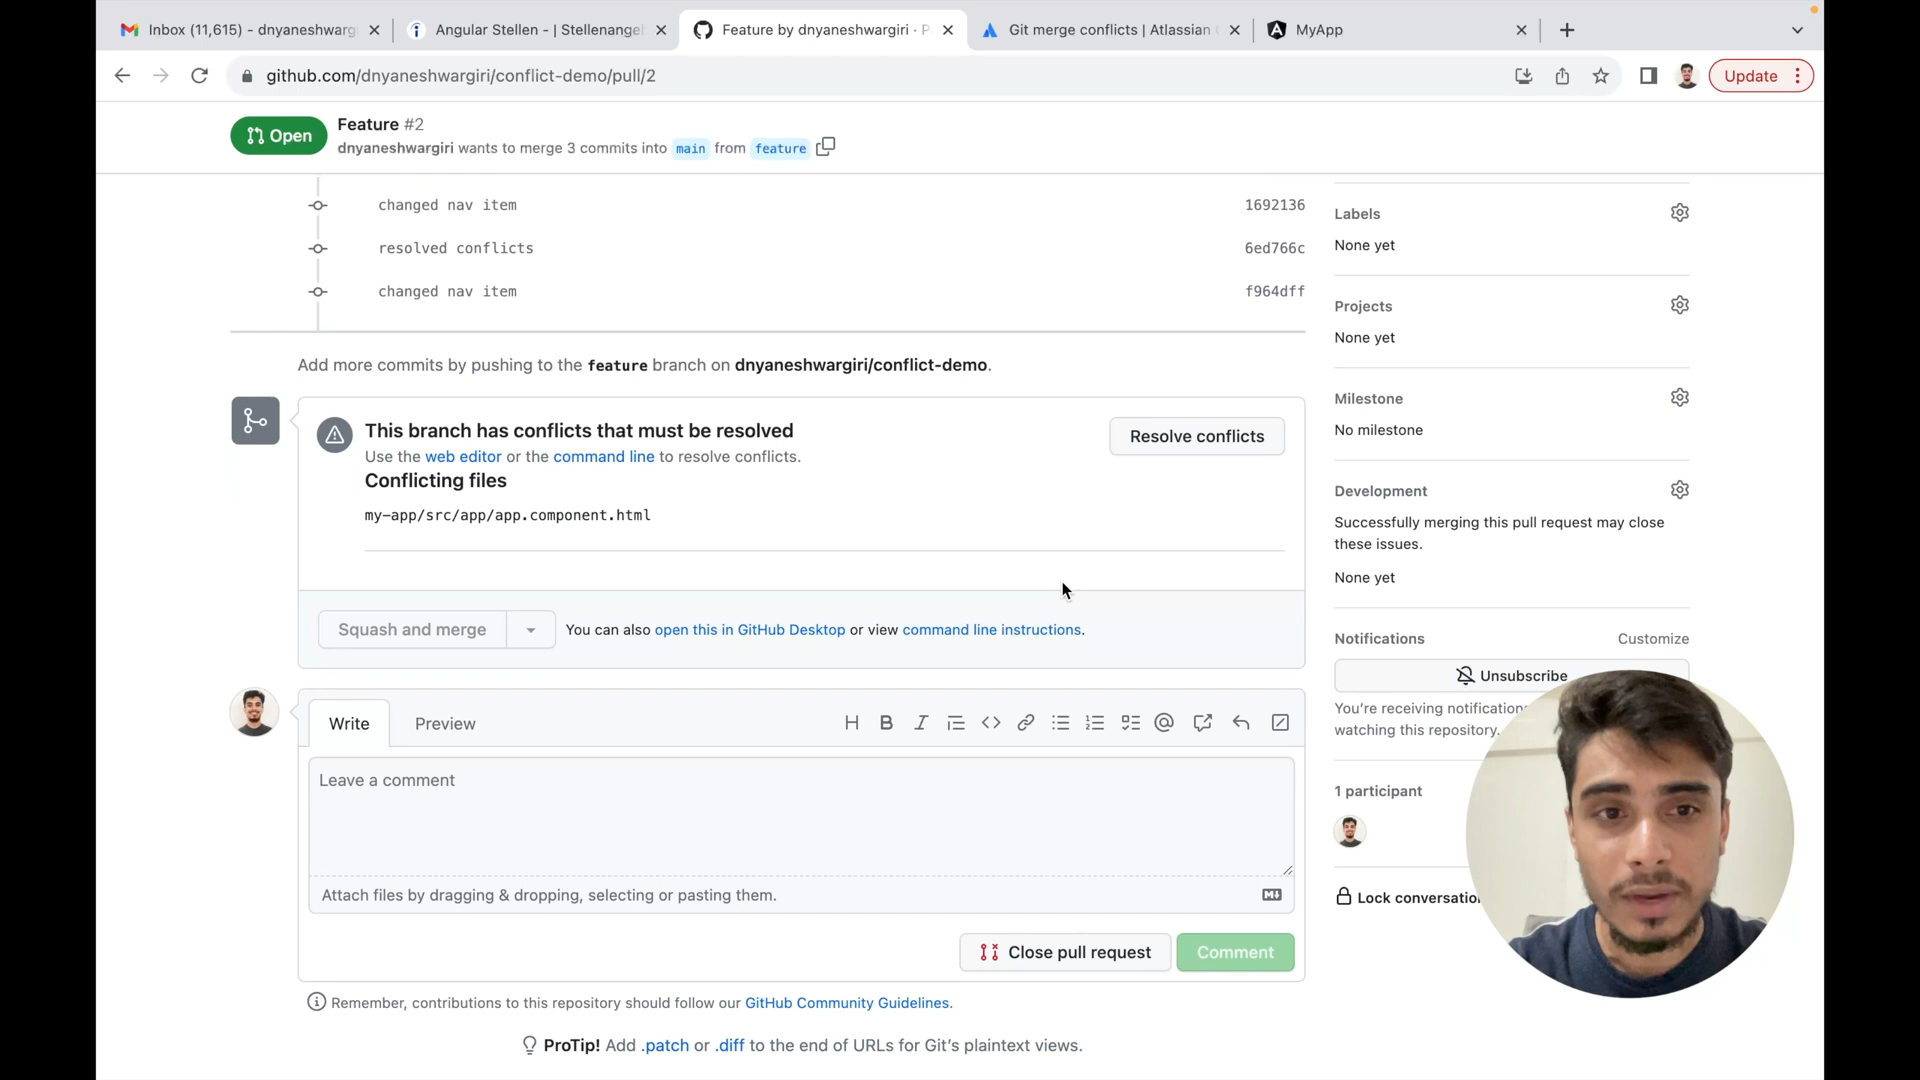 Inbox (11,615) - dnyaneshwargi
Angular Stellen - | Stellenange
Feature by dnyaneshwargiri · P
Git merge conflicts | Atlassian
MyApp
github.com/dnyaneshwargiri/conflict-demo/pull/2
Update
Open
Feature #2
dnyaneshwargiri wants to merge 3 commits into main from feature
changed nav item 1692136
resolved conflicts 6ed766c
changed nav item f964dff
Add more commits by pushing to the feature branch on dnyaneshwargiri/conflict-demo.
This branch has conflicts that must be resolved
Use the web editor or the command line to resolve conflicts.
Resolve conflicts
Conflicting files
my-app/src/app/app.component.html
Squash and merge
You can also open this in GitHub Desktop or view command line instructions.
Write
Preview
Leave a comment
Attach files by dragging & dropping, selecting or pasting them.
Close pull request
Comment
Remember, contributions to this repository should follow our GitHub Community Guidelines.
ProTip! Add .patch or .diff to the end of URLs for Git's plaintext views.
Labels
None yet
Projects
None yet
Milestone
No milestone
Development
Successfully merging this pull request may close
these issues.
None yet
Notifications
Customize
Unsubscribe
You're receiving notification
watching this repository.
1 participant
Lock conversation